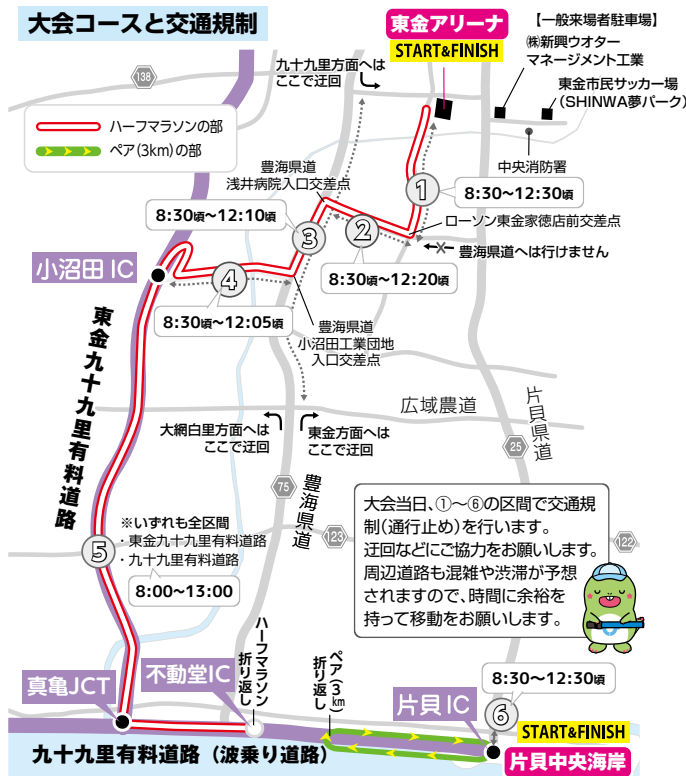 大会コースと交通規制
東金アリーナ
START&FINISH
【一般来場者駐車場】
㈱新興ウオター
マネージメント工業
東金市民サッカー場
(SHINWA夢パーク)
中央消防署
九十九里方面へは
ここで迂回
138
ハーフマラソンの部
ペア(3km)の部
豊海県道
浅井病院入口交差点
①
8:30〜12:30頃
8:30頃〜12:10頃
③
②
ローソン東金家徳店前交差点
豊海県道へは行けません
8:30頃〜12:20頃
小沼田IC
④
8:30頃〜12:05頃
豊海県道
小沼田工業団地
入口交差点
東金九十九里有料道路
広域農道
片貝県道
大網白里方面へは
ここで迂回
東金方面へは
ここで迂回
25
75
豊海県道
123
122
⑤
※いずれも全区間
・東金九十九里有料道路
・九十九里有料道路
8:00〜13:00
大会当日、①〜⑥の区間で交通規
制(通行止め)を行います。
迂回などにご協力をお願いします。
周辺道路も混雑や渋滞が予想
されますので、時間に余裕を
持って移動をお願いします。
真亀JCT
不動堂IC
ハーフマラソン
折り返し
ペア(3km)
折り返し
片貝IC
8:30〜12:30頃
⑥
START&FINISH
片貝中央海岸
九十九里有料道路(波乗り道路)